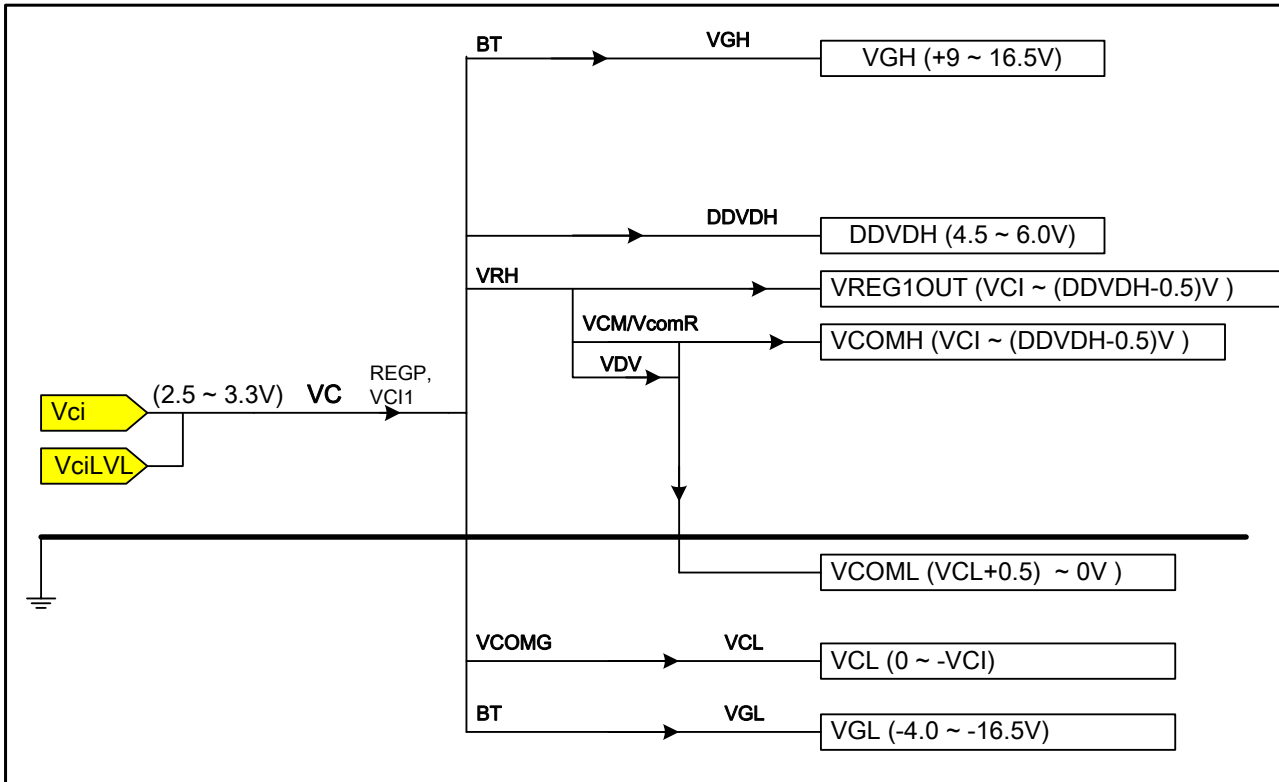 BT
VGH
VGH (+9 ~ 16.5V)
DDVDH
DDVDH (4.5 ~ 6.0V)
VRH
VREG1OUT (VCI ~ (DDVDH-0.5)V )
VCM/VcomR
VCOMH (VCI ~ (DDVDH-0.5)V )
VDV
REGP,
VCI1
(2.5 ~ 3.3V)
VC
Vci
VciLVL
VCOML (VCL+0.5) ~ 0V )
VCOMG
VCL
VCL (0 ~ -VCI)
BT
VGL
VGL (-4.0 ~ -16.5V)